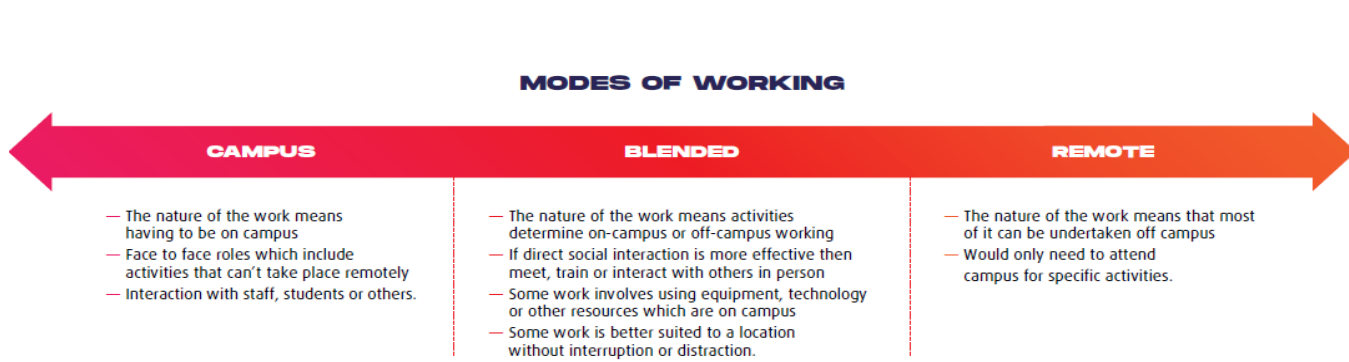 MODES OF WORKING
CAMPUS
BLENDED
REMOTE
— The nature of the work means
having to be on campus
— Face to face roles which include
activities that can't take place remotely
— Interaction with staff, students or others.
— The nature of the work means activities
determine on-campus or off-campus working
— If direct social interaction is more effective then
meet, train or interact with others in person
— Some work involves using equipment, technology
or other resources which are on campus
— Some work is better suited to a location
without interruption or distraction.
— The nature of the work means that most
of it can be undertaken off campus
— Would only need to attend
campus for specific activities.